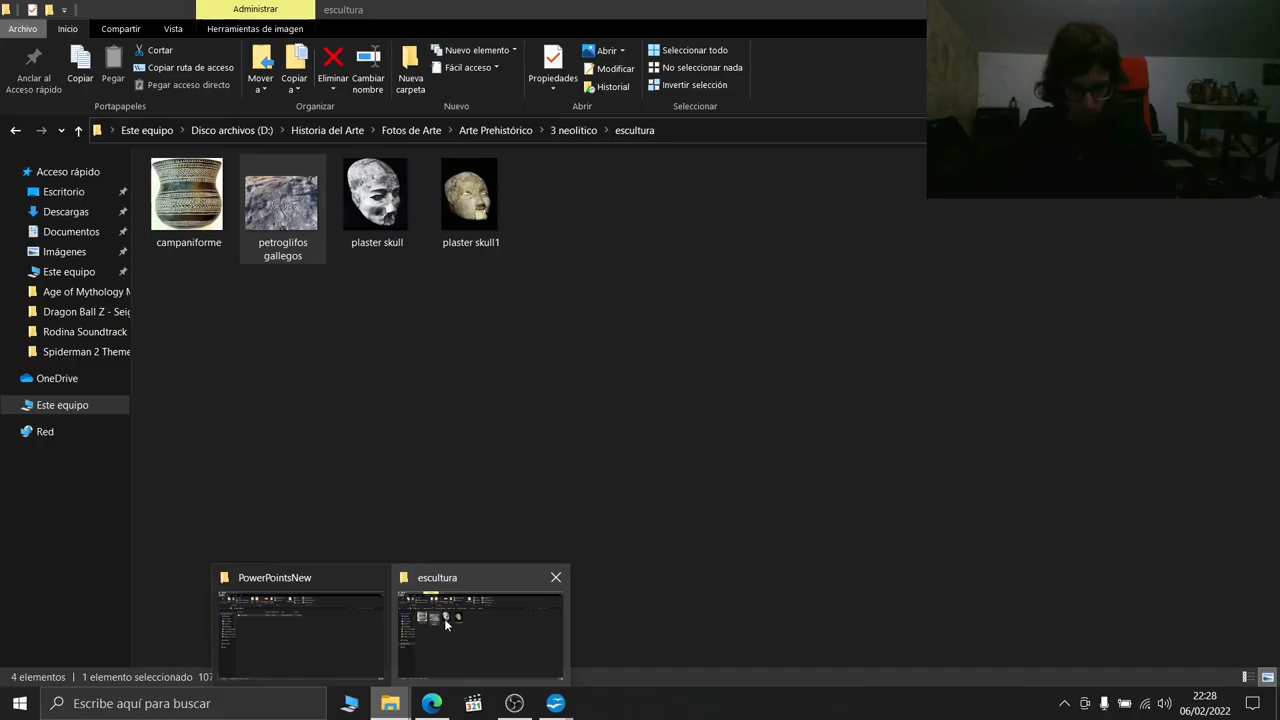 Administrar
escultura
Archivo
Inicio
Compartir
Vista
Herramientas de imagen
Anclar al
Acceso rápido
Copiar
Pegar
Cortar
Copiar ruta de acceso
Pegar acceso directo
Portapapeles
Mover
a
Copiar
a
Eliminar
Cambiar
nombre
Organizar
Nueva
carpeta
Nuevo elemento
Fácil acceso
Nuevo
Propiedades
Abrir
Modificar
Historial
Abrir
Seleccionar todo
No seleccionar nada
Invertir selección
Seleccionar
Este equipo > Disco archivos (D:) > Historia del Arte > Fotos de Arte > Arte Prehistórico > 3 neolitico > escultura
Acceso rápido
Escritorio
Descargas
Documentos
Imágenes
Este equipo
Age of Mythology M
Dragon Ball Z - Seig
Rodina Soundtrack
Spiderman 2 Theme
OneDrive
Este equipo
Red
campaniforme
petroglifos
gallegos
plaster skull
plaster skull1
PowerPointsNew
escultura
4 elementos
1 elemento seleccionado 107
Escribe aquí para buscar
321
22:28
06/02/2022